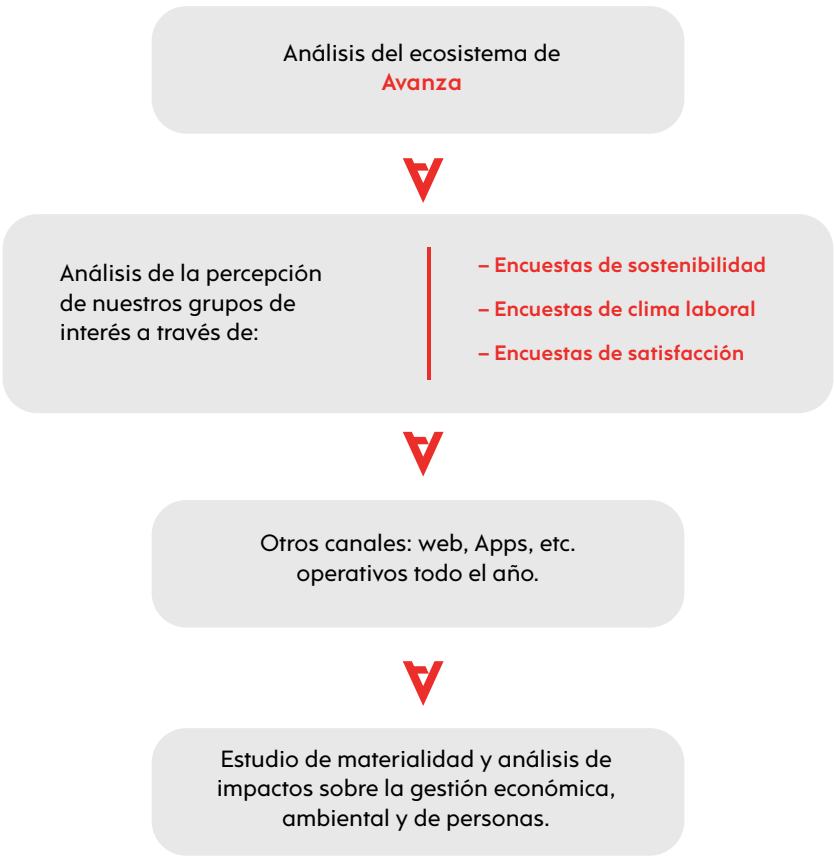 Análisis del ecosistema de
Avanza
Análisis de la percepción
de nuestros grupos de
interés a través de:
– Encuestas de sostenibilidad
– Encuestas de clima laboral
– Encuestas de satisfacción
Otros canales: web, Apps, etc.
operativos todo el año.
Estudio de materialidad y análisis de
impactos sobre la gestión económica,
ambiental y de personas.